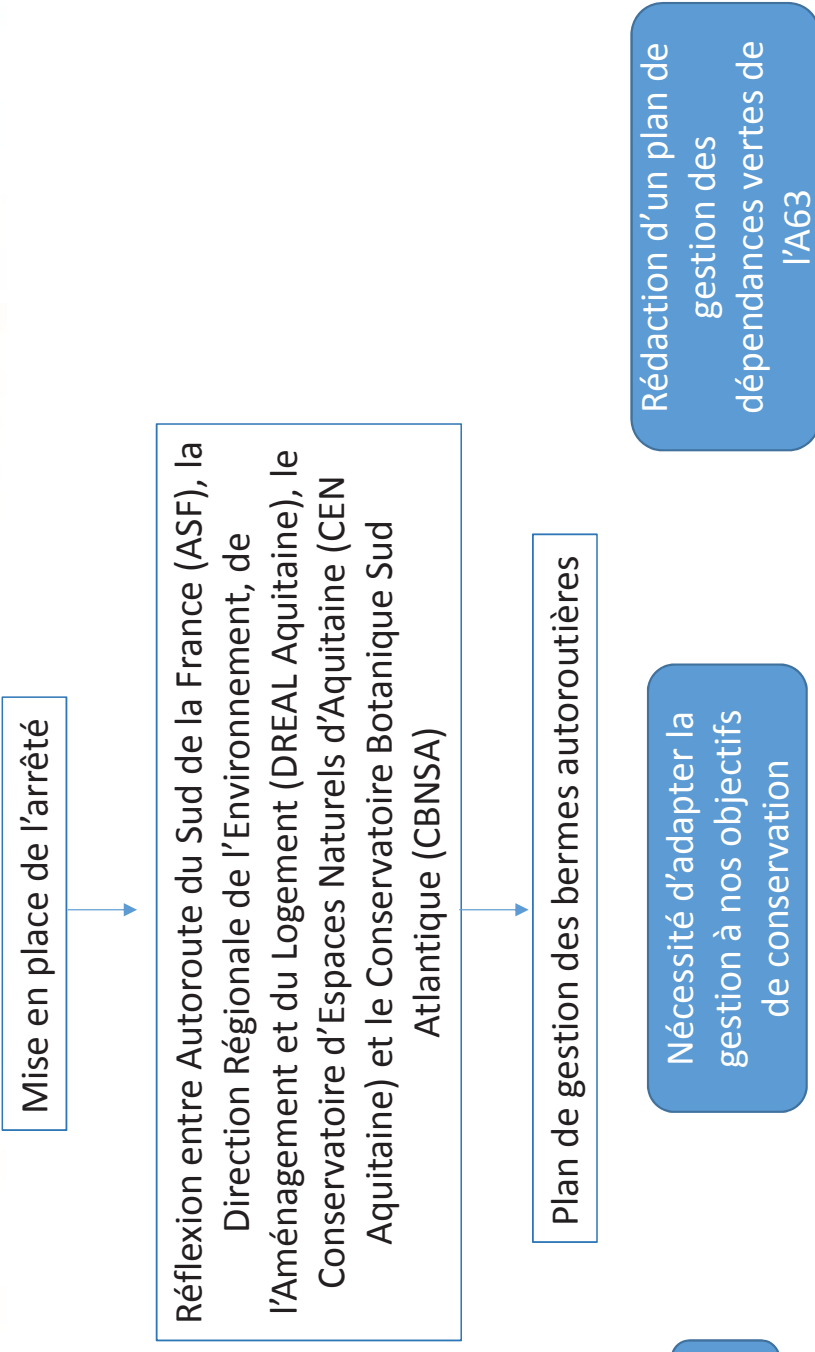 Mise en place de l'arrêté
Réflexion entre Autoroute du Sud de la France (ASF), la
Direction Régionale de l'Environnement, de
l'Aménagement et du Logement (DREAL Aquitaine), le
Conservatoire d'Espaces Naturels d'Aquitaine (CEN
Aquitaine) et le Conservatoire Botanique Sud
Atlantique (CBNSA)
Plan de gestion des bermes autoroutières
Nécessité d'adapter la
gestion à nos objectifs
de conservation
Rédaction d'un plan de
gestion des
dépendances vertes de
l'A63